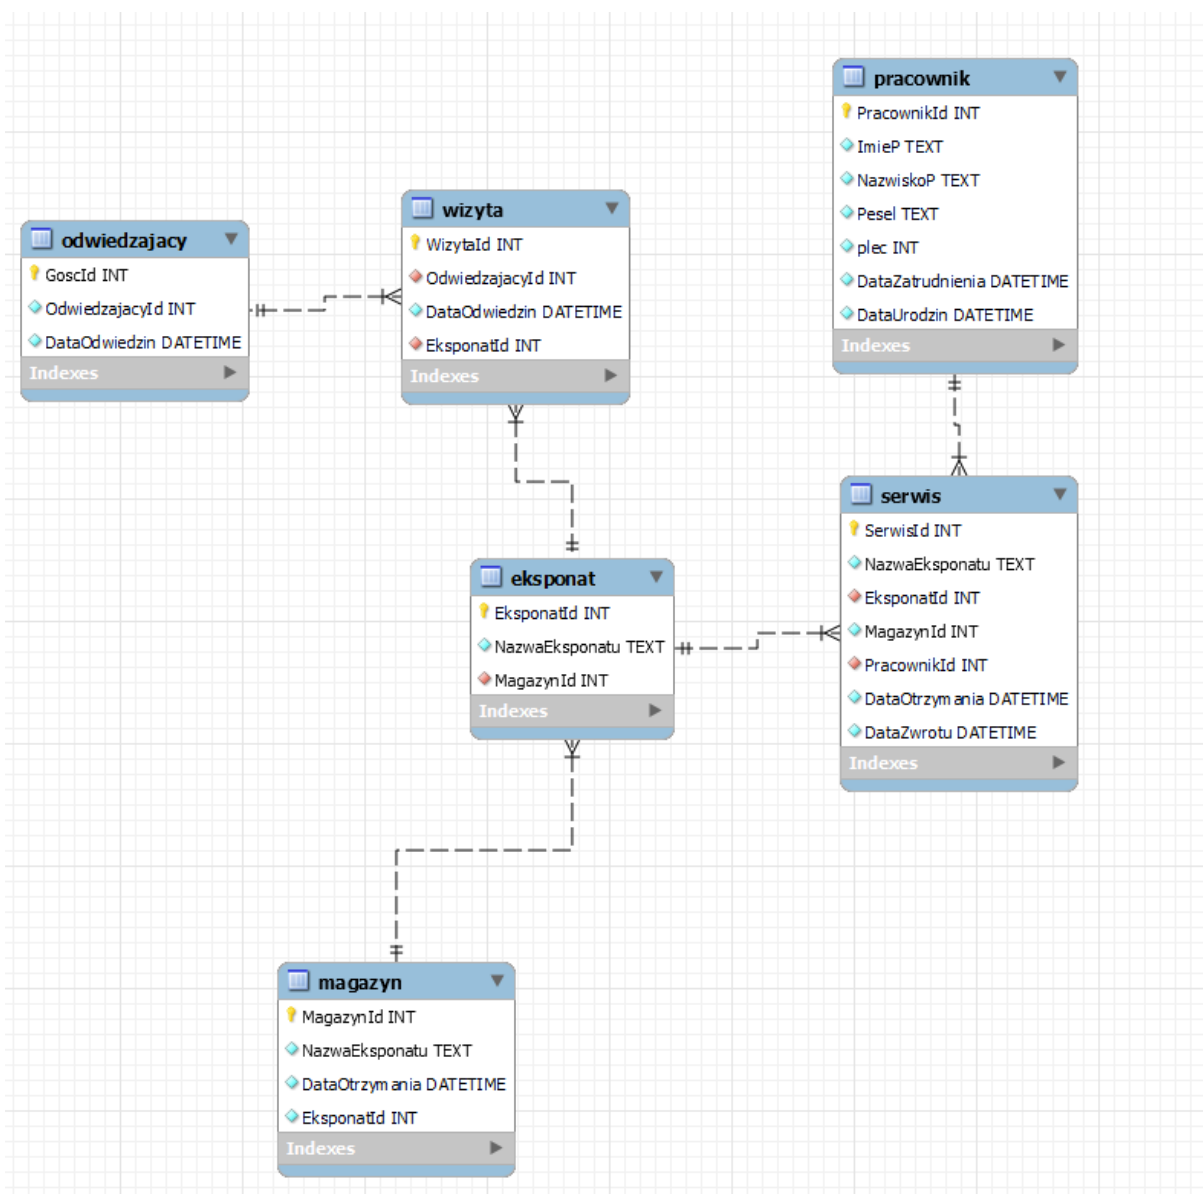 odwiedzajacy
GoscId INT
OdwiedzajacyId INT
DataOdwiedzin DATETIME
Indexes
wizyta
WizytaId INT
OdwiedzajacyId INT
DataOdwiedzin DATETIME
EksponatId INT
Indexes
pracownik
PracownikId INT
ImieP TEXT
NazwiskoP TEXT
Pesel TEXT
plec INT
DataZatrudnienia DATETIME
DataUrodzin DATETIME
Indexes
eksponat
EksponatId INT
NazwaEksponatu TEXT
MagazynId INT
Indexes
serwis
SerwisId INT
NazwaEksponatu TEXT
EksponatId INT
MagazynId INT
PracownikId INT
DataOtrzymania DATETIME
DataZwrotu DATETIME
Indexes
magazyn
MagazynId INT
NazwaEksponatu TEXT
DataOtrzymania DATETIME
EksponatId INT
Indexes